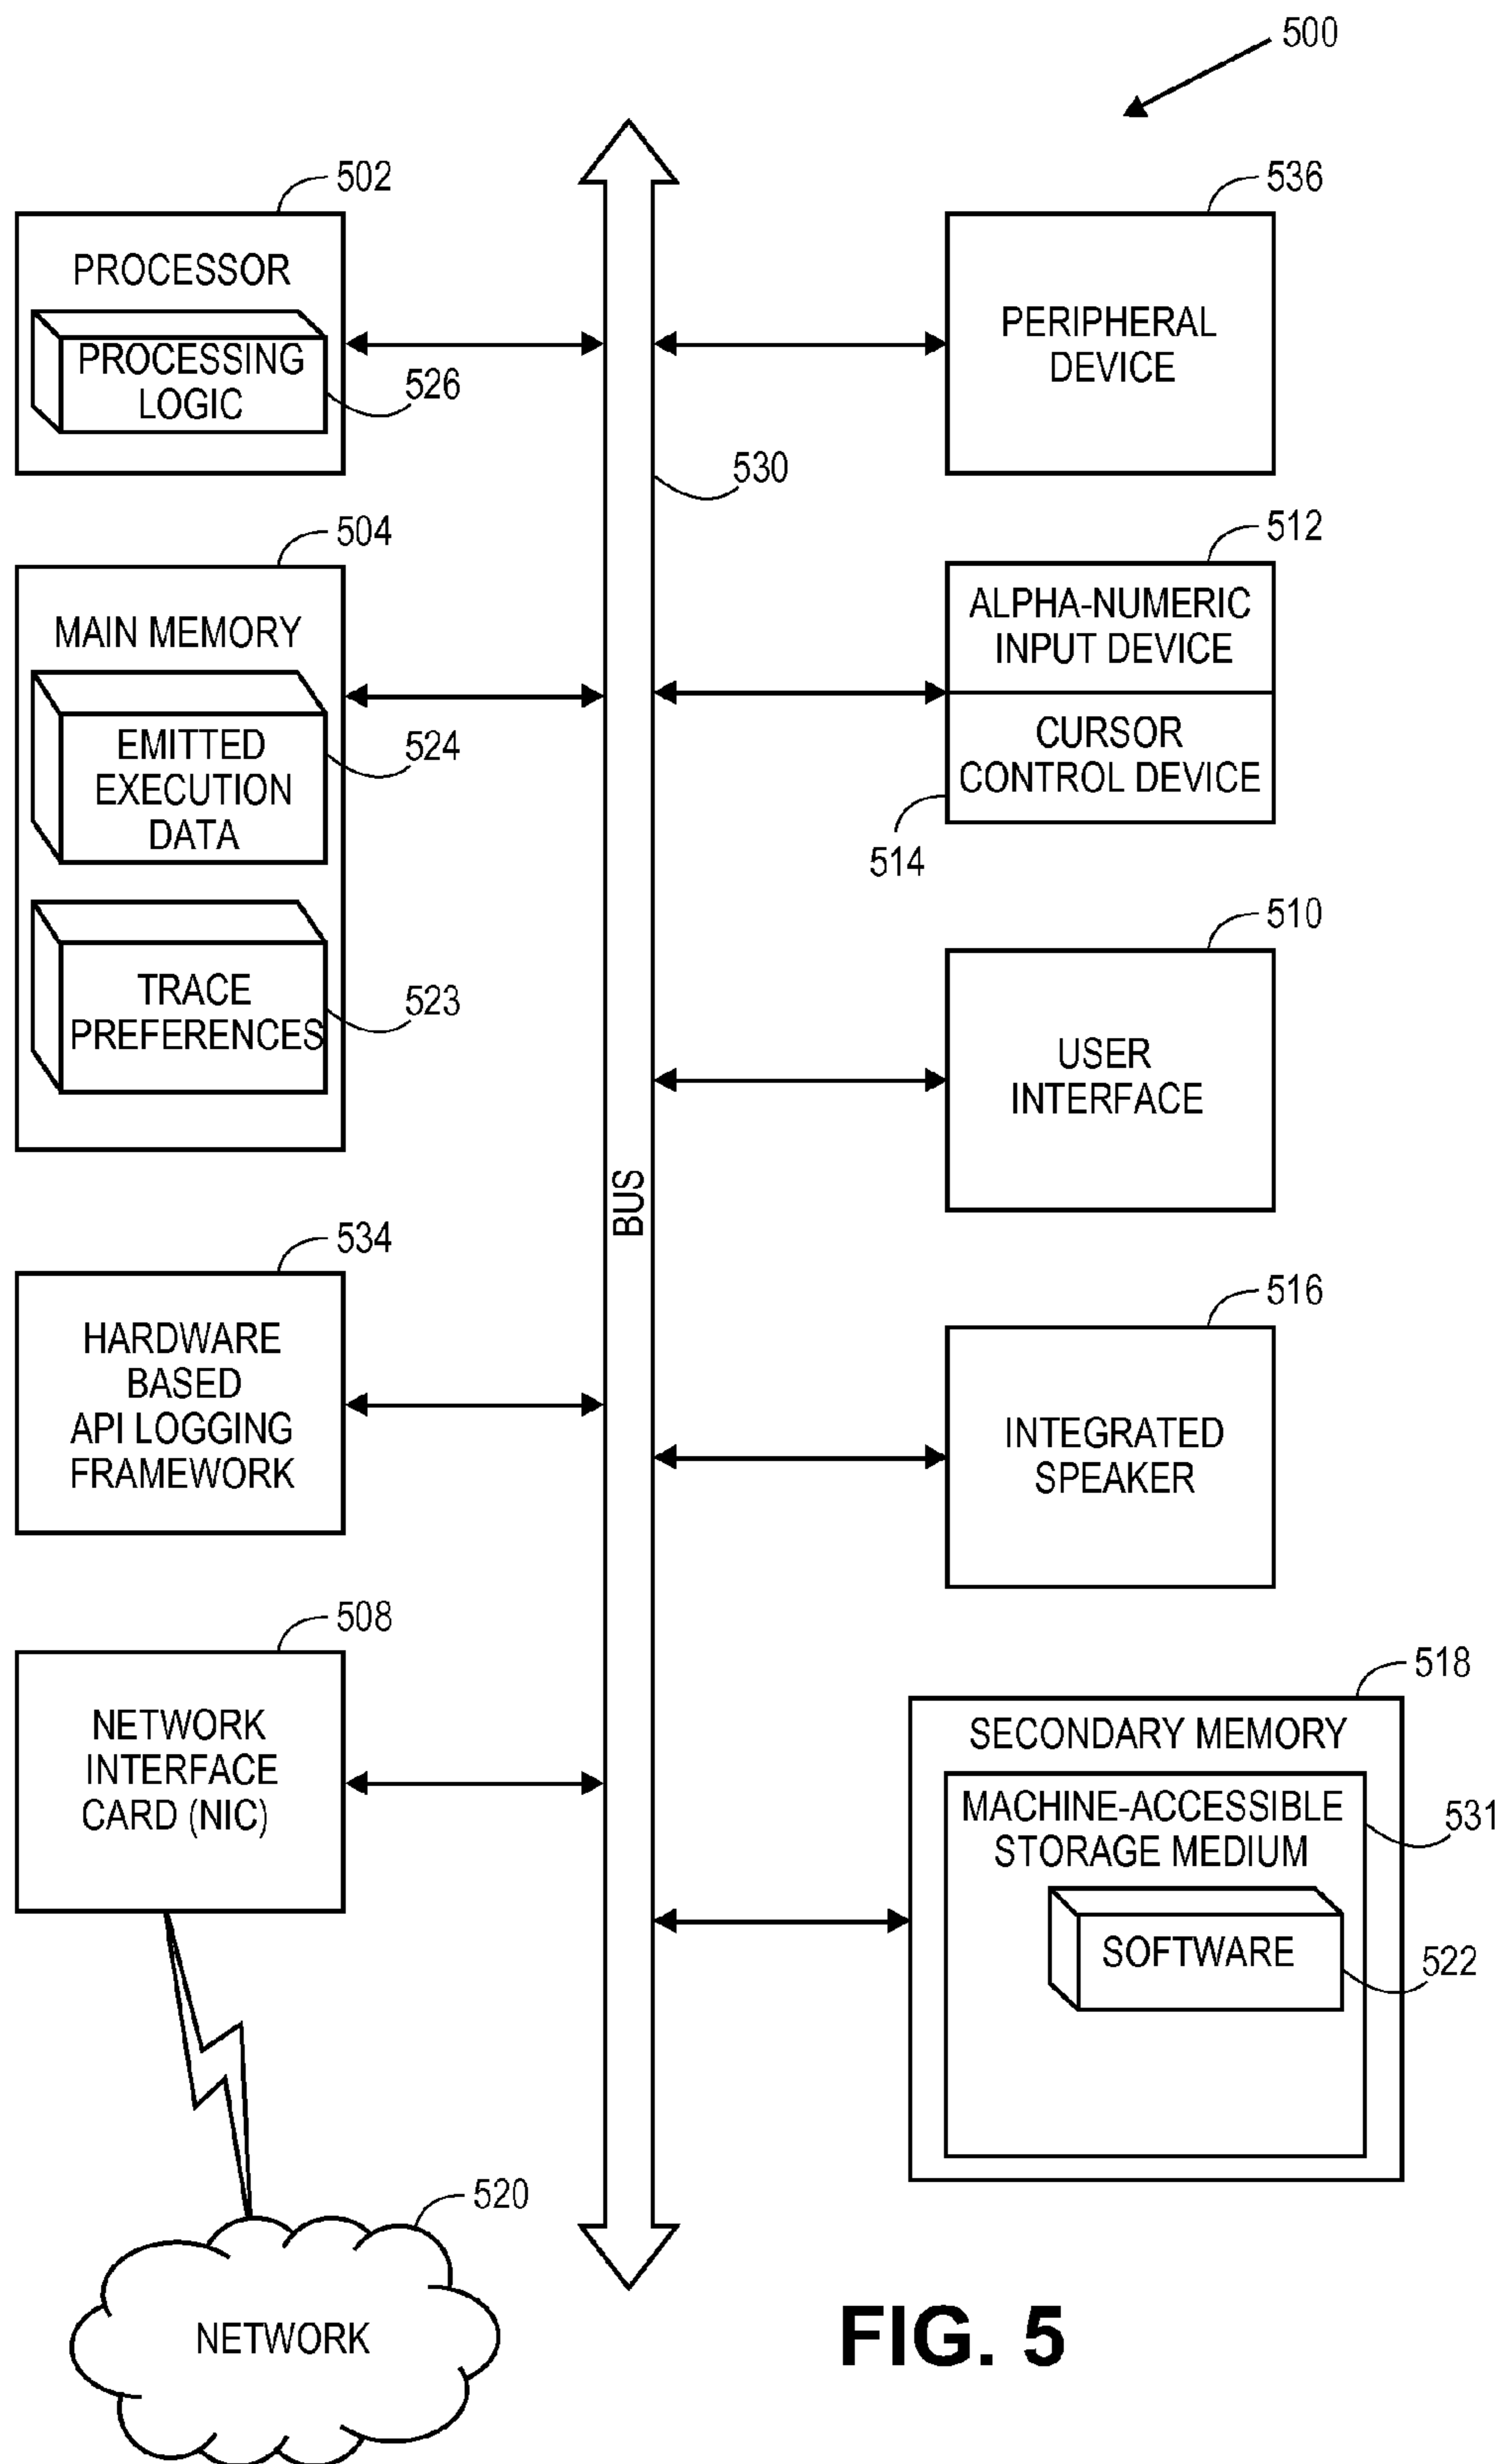 500
502
PROCESSOR
PROCESSING
LOGIC
526
504
MAIN MEMORY
EMITTED
EXECUTION
DATA
524
TRACE
PREFERENCES
523
534
HARDWARE
BASED
API LOGGING
FRAMEWORK
508
NETWORK
INTERFACE
CARD (NIC)
520
NETWORK
530
BUS
536
PERIPHERAL
DEVICE
512
ALPHA-NUMERIC
INPUT DEVICE
CURSOR
CONTROL DEVICE
514
510
USER
INTERFACE
516
INTEGRATED
SPEAKER
518
SECONDARY MEMORY
MACHINE-ACCESSIBLE
STORAGE MEDIUM
531
SOFTWARE
522
FIG. 5